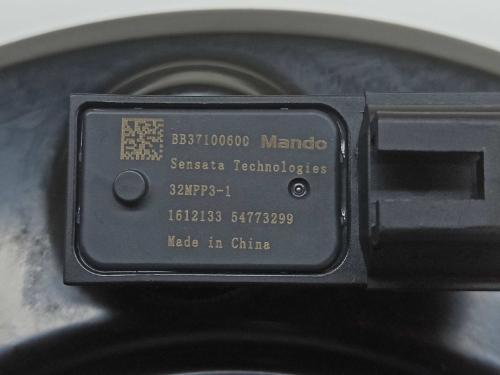 BB37100600 Mando
Sensata Technologies
32MPP3-1
1612133 54773299
Made in China